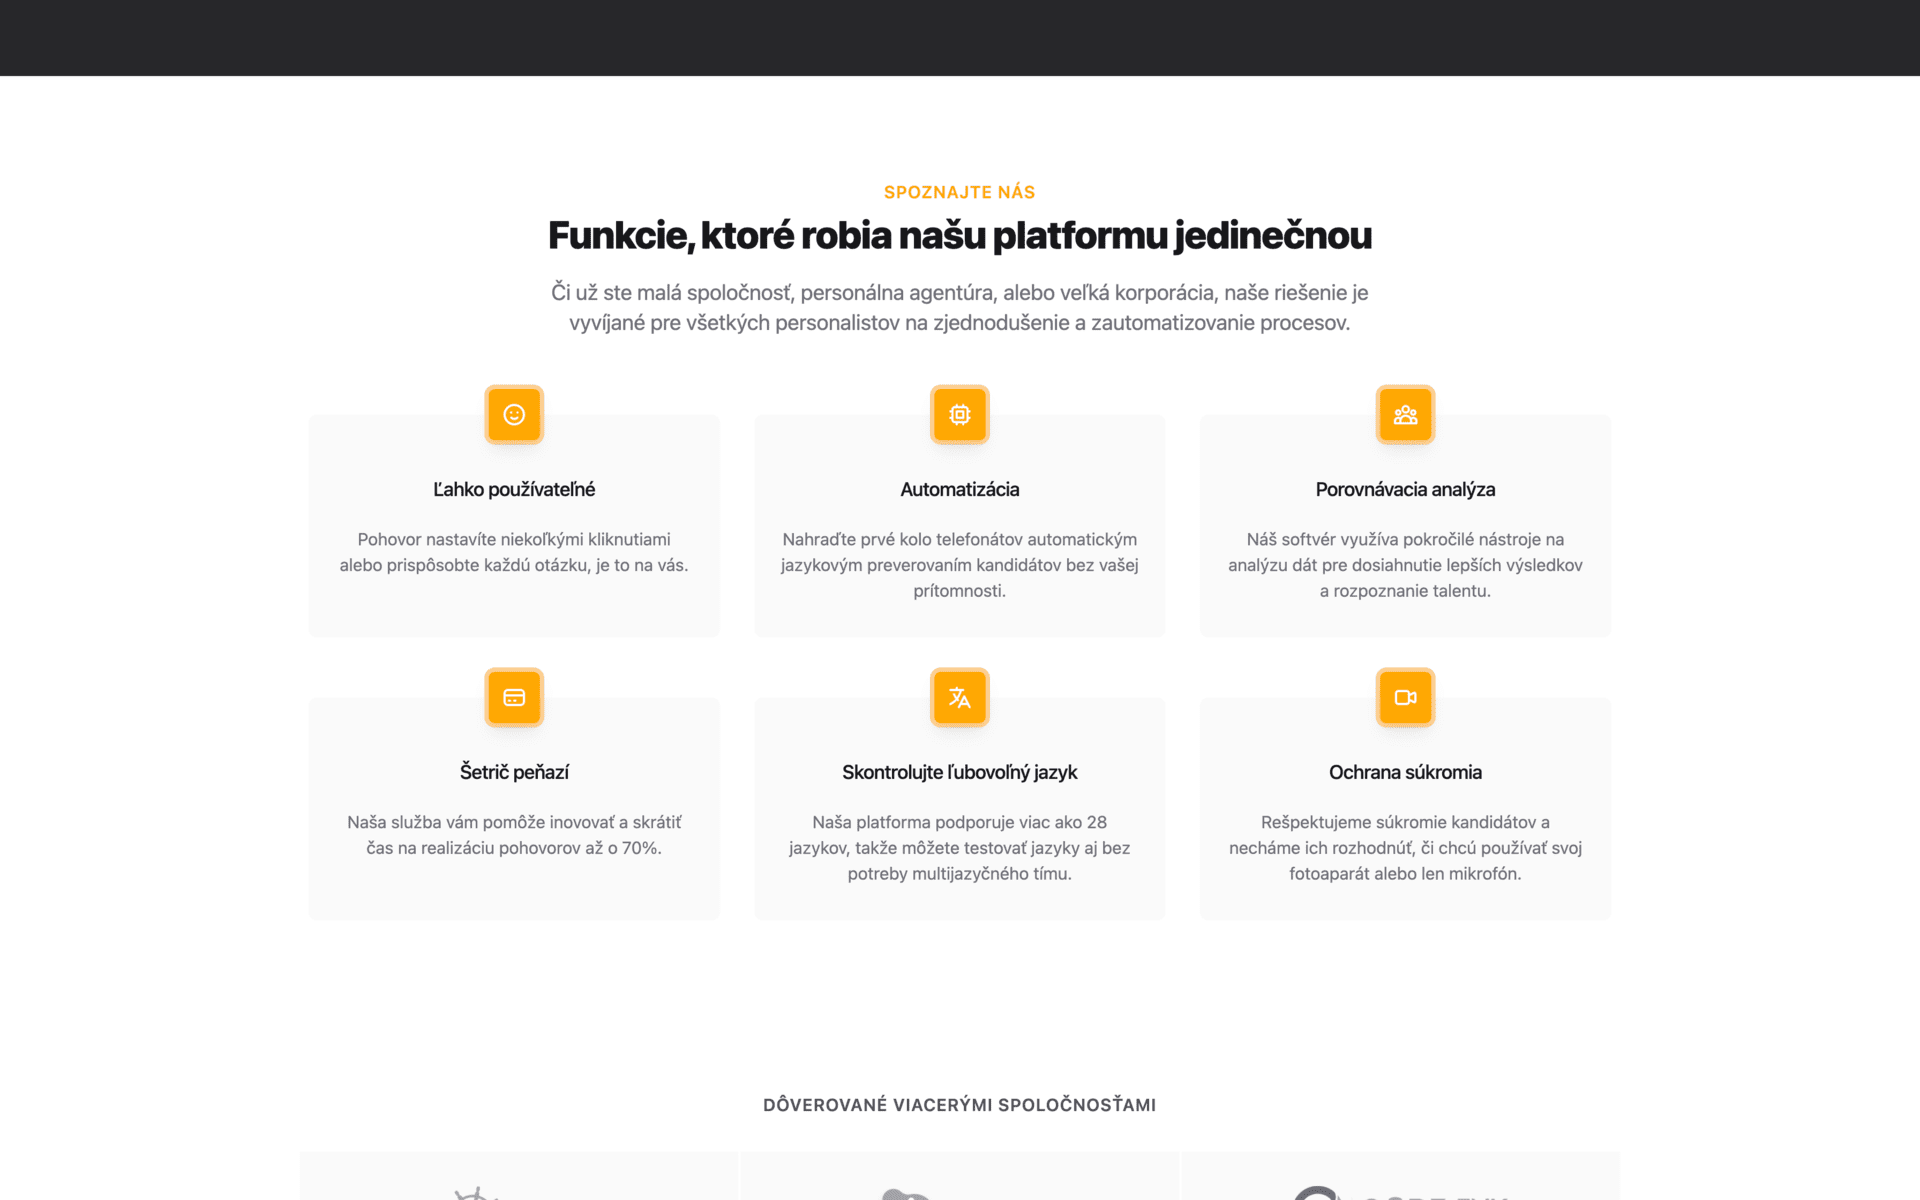 SPOZNAJTE NÁS
Funkcie, ktoré robia našu platformu jedinečnou
Či už ste malá spoločnosť, personálna agentúra, alebo veľká korporácia, naše riešenie je
vyvíjané pre všetkých personalistov na zjednodušenie a zautomatizovanie procesov.
Ľahko používateľné
Pohovor nastavíte niekoľkými kliknutiami
alebo prispôsobte každú otázku, je to na vás.
Automatizácia
Nahraďte prvé kolo telefonátov automatickým
jazykovým preverovaním kandidátov bez vašej
prítomnosti.
Porovnávacia analýza
Náš softvér využíva pokročilé nástroje na
analýzu dát pre dosiahnutie lepších výsledkov
a rozpoznanie talentu.
Šetrič peňazí
Naša služba vám pomôže inovovať a skrátiť
čas na realizáciu pohovorov až o 70%.
Skontrolujte ľubovoľný jazyk
Naša platforma podporuje viac ako 28
jazykov, takže môžete testovať jazyky aj bez
potreby multijazyčného tímu.
Ochrana súkromia
Rešpektujeme súkromie kandidátov a
necháme ich rozhodnúť, či chcú používať svoj
fotoaparát alebo len mikrofón.
DÔVEROVANÉ VIACERÝMI SPOLOČNOSŤAMI